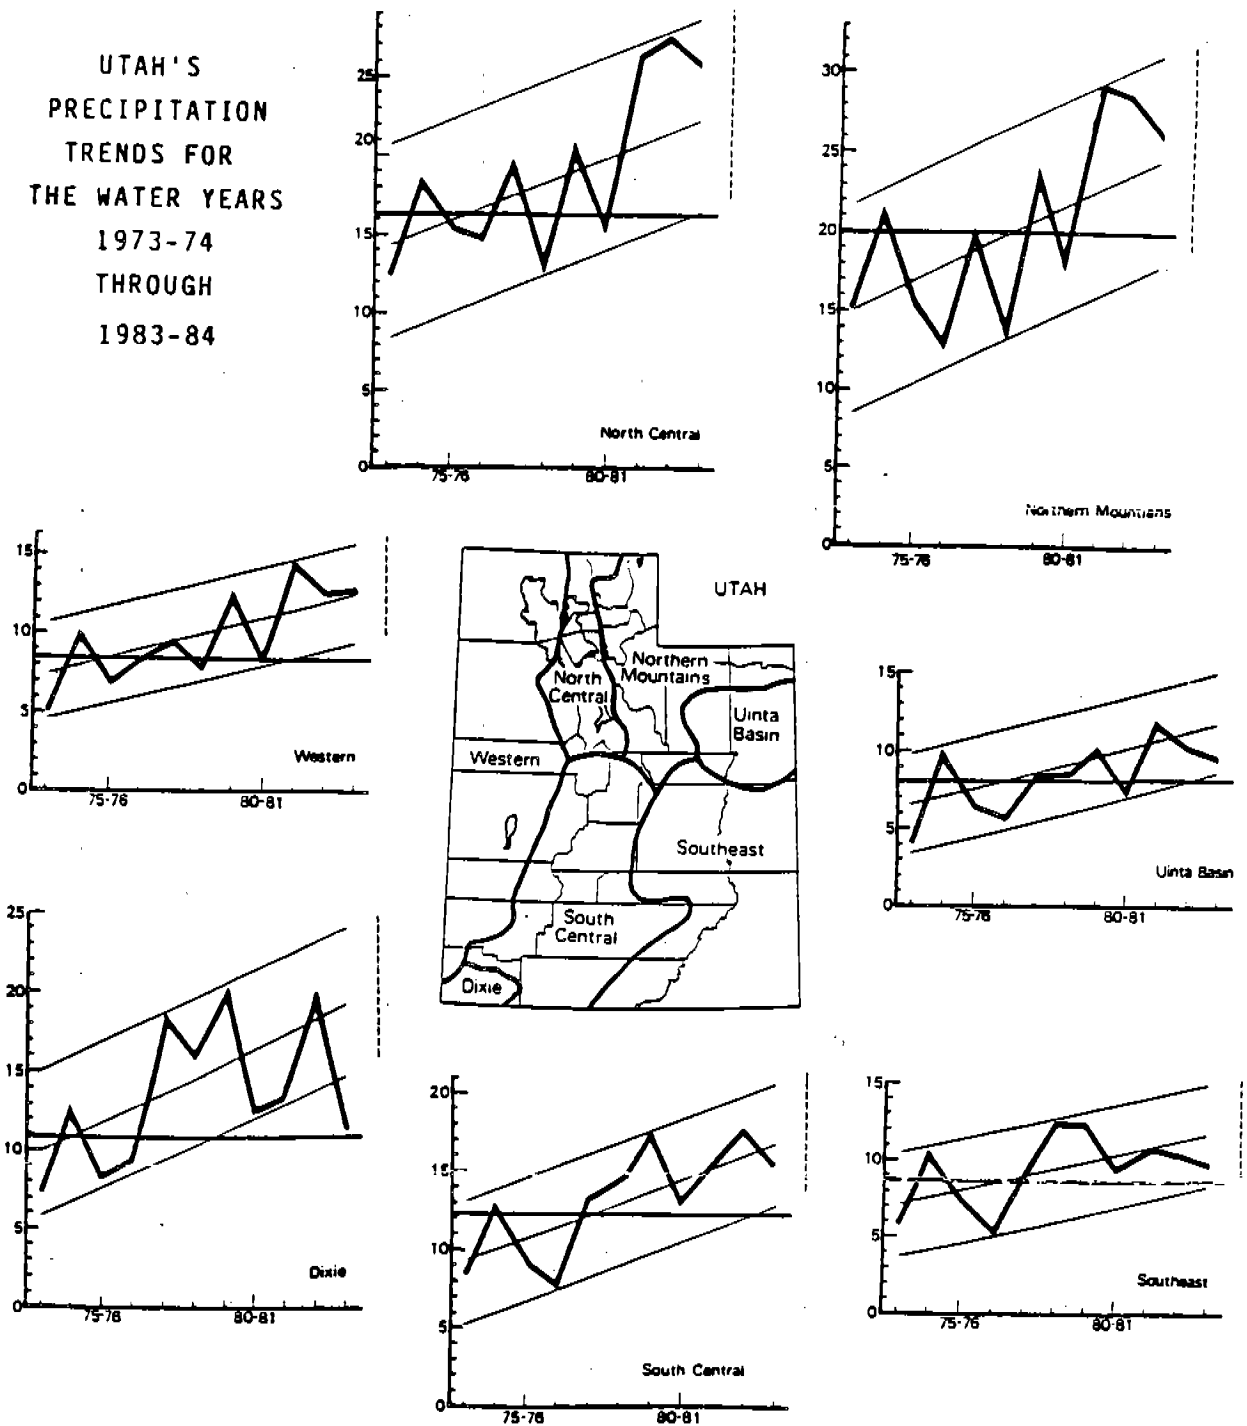 UTAH'S
PRECIPITATION
TRENDS FOR
THE WATER YEARS
1973-74
THROUGH
1983-84
25
20
15
10
5
0
75-76
80-81
North Central
30
25
20
15
10
5
0
75-76
80-81
Northern Mountians
15
10
5
0
75-76
80-81
Western
UTAH
Northern
Mountains
North
Central
Uinta
Basin
Western
Southeast
South
Central
Dixie
15
10
5
0
75-76
80-81
Uinta Basin
25
20
15
10
5
0
75-76
80-81
Dixie
20
15
10
5
0
75-76
80-81
South Central
15
10
5
0
75-76
80-81
Southeast